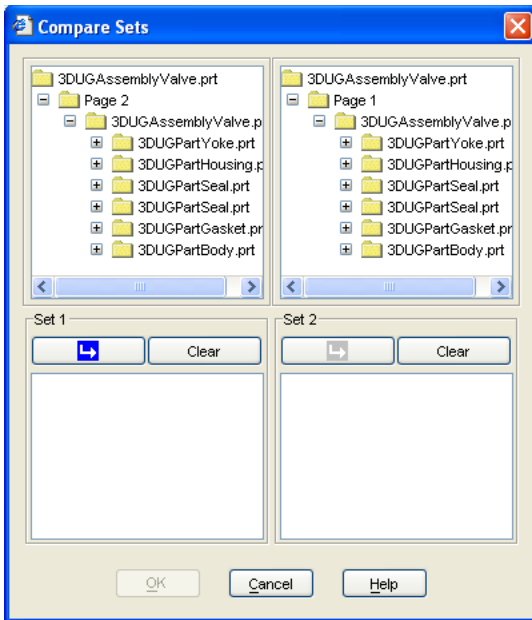 Compare Sets
3DUGAssemblyValve.prt
Page 2
3DUGAssemblyValve.p
3DUGPartYoke.prt
3DUGPartHousing.p
3DUGPartSeal.prt
3DUGPartSeal.prt
3DUGPartGasket.pr
3DUGPartBody.prt
3DUGAssemblyValve.prt
Page 1
3DUGAssemblyValve.p
3DUGPartYoke.prt
3DUGPartHousing.p
3DUGPartSeal.prt
3DUGPartSeal.prt
3DUGPartGasket.pr
3DUGPartBody.prt
Set 1
Clear
Set 2
Clear
OK Cancel Help